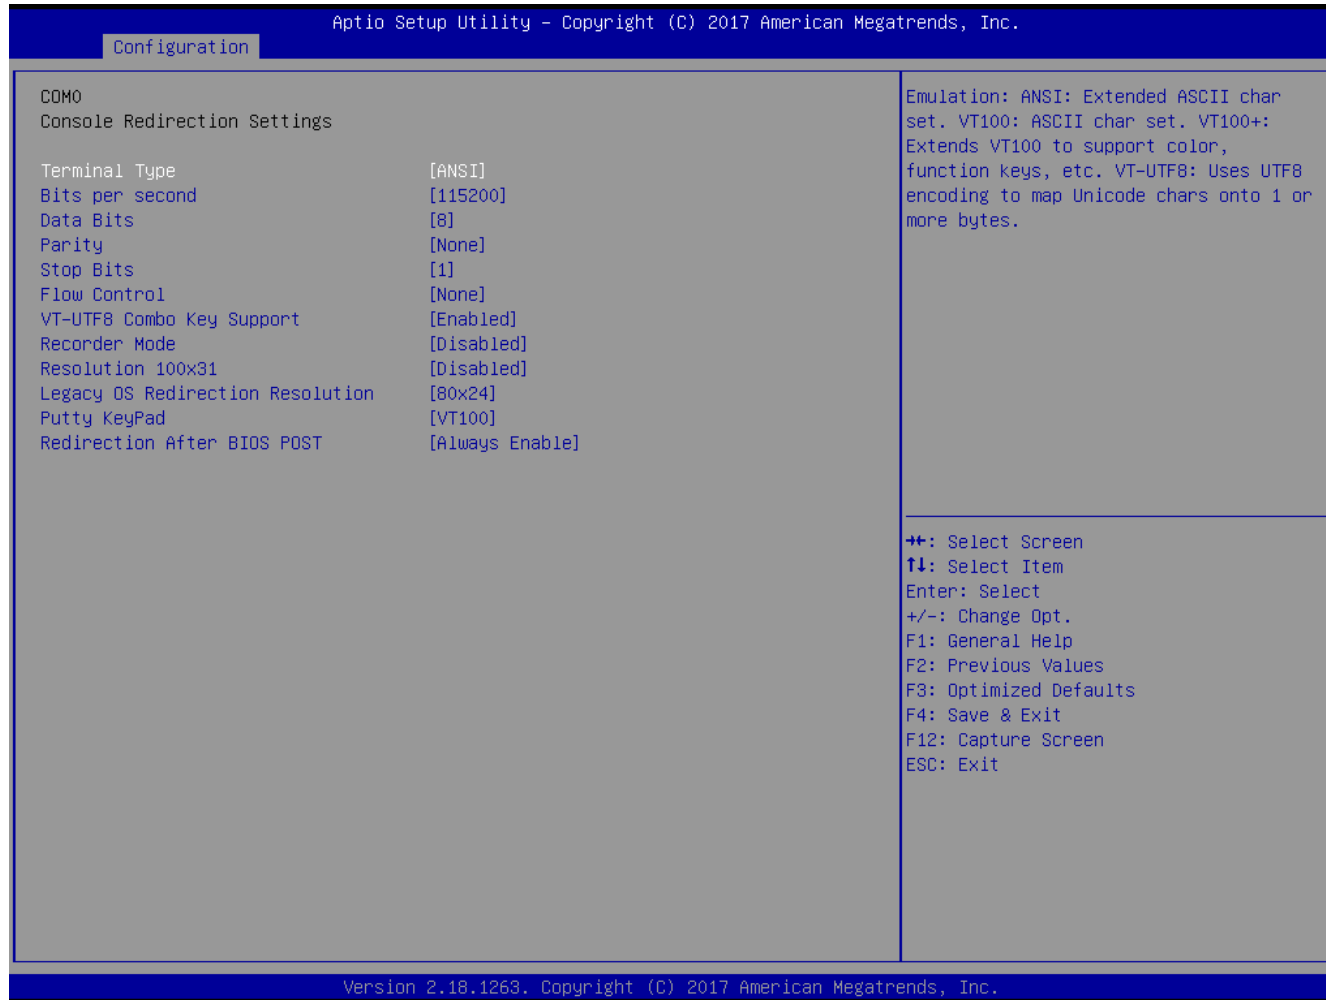 Aptio Setup Utility – Copyright (C) 2017 American Megatrends, Inc.
Configuration
COM0
Console Redirection Settings
Terminal Type [ANSI]
Bits per second [115200]
Data Bits [8]
Parity [None]
Stop Bits [1]
Flow Control [None]
VT-UTF8 Combo Key Support [Enabled]
Recorder Mode [Disabled]
Resolution 100x31 [Disabled]
Legacy OS Redirection Resolution [80x24]
Putty KeyPad [VT100]
Redirection After BIOS POST [Always Enable]
Emulation: ANSI: Extended ASCII char
set. VT100: ASCII char set. VT100+:
Extends VT100 to support color,
function keys, etc. VT-UTF8: Uses UTF8
encoding to map Unicode chars onto 1 or
more bytes.
→←: Select Screen
↑↓: Select Item
Enter: Select
+/-: Change Opt.
F1: General Help
F2: Previous Values
F3: Optimized Defaults
F4: Save & Exit
F12: Capture Screen
ESC: Exit
Version 2.18.1263. Copyright (C) 2017 American Megatrends, Inc.